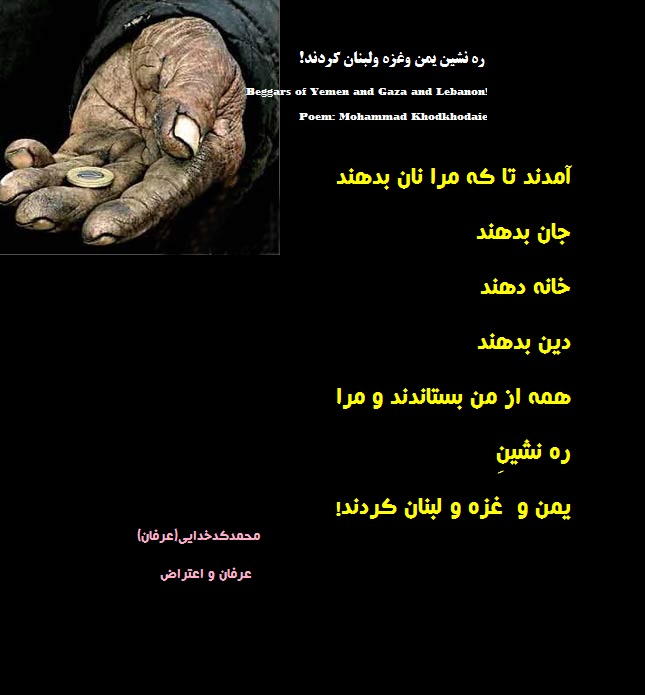 ره نشین یمن وغزه ولبنان کردند!
Beggars of Yemen and Gaza and Lebanon!
Poem: Mohammad Khodkhodaie
آمدند تا که مرا نان بدهند
جان بدهند
خانه دهند
دین بدهند
همه از من بستاندند و مرا
ره نشینِ
یمن و غزه و لبنان کردند!
محمدکدخدایی(عرفان)
عرفان و اعتراض